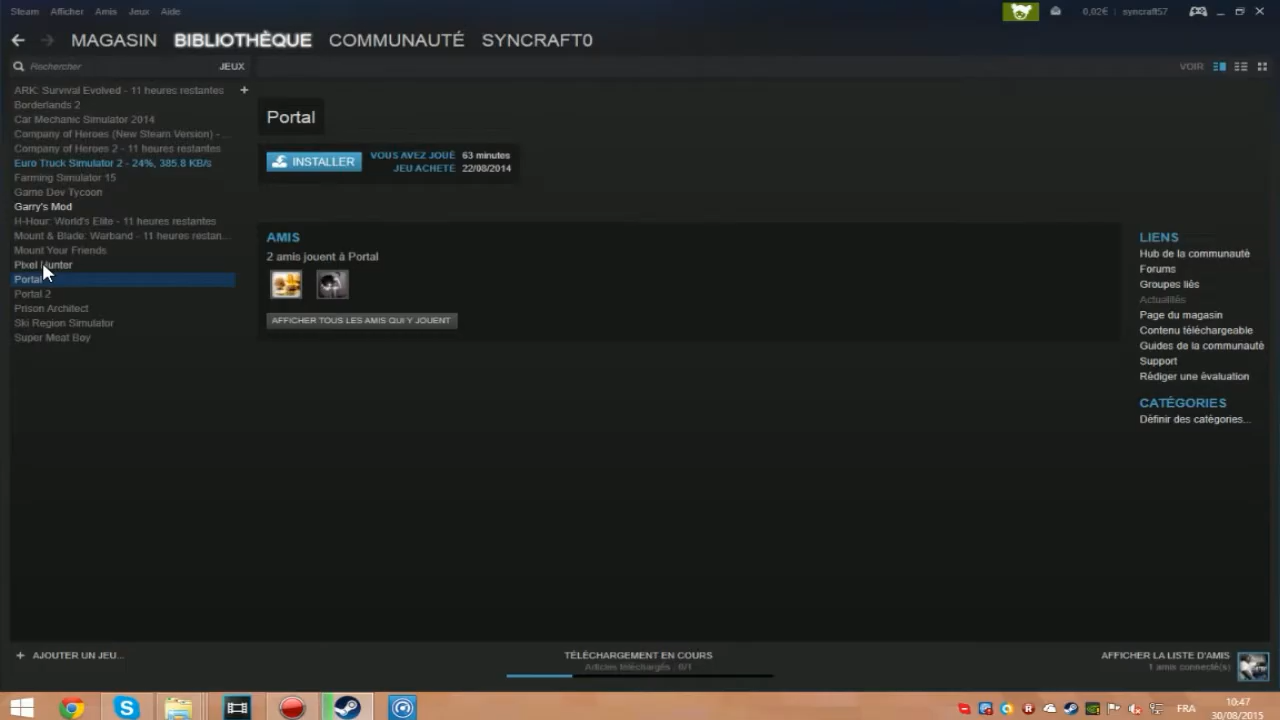 Steam Afficher Amis Jeux Aide
0,02€ syncraft57
MAGASIN BIBLIOTHÈQUE COMMUNAUTÉ SYNCRAFT0
Rechercher JEUX
VOIR
ARK: Survival Evolved - 11 heures restantes +
Borderlands 2
Car Mechanic Simulator 2014
Company of Heroes (New Steam Version) - ...
Company of Heroes 2 - 11 heures restantes
Euro Truck Simulator 2 - 24%, 385.8 KB/s
Farming Simulator 15
Game Dev Tycoon
Garry's Mod
H-Hour: World's Elite - 11 heures restantes
Mount & Blade: Warband - 11 heures restan...
Mount Your Friends
Pixel Hunter
Portal
Portal 2
Prison Architect
Ski Region Simulator
Super Meat Boy
Portal
INSTALLER
VOUS AVEZ JOUÉ 63 minutes
JEU ACHETÉ 22/08/2014
AMIS
2 amis jouent à Portal
AFFICHER TOUS LES AMIS QUI Y JOUENT
LIENS
Hub de la communauté
Forums
Groupes liés
Actualités
Page du magasin
Contenu téléchargeable
Guides de la communauté
Support
Rédiger une évaluation
CATÉGORIES
Définir des catégories...
+ AJOUTER UN JEU...
TÉLÉCHARGEMENT EN COURS
Articles téléchargés : 0/1
AFFICHER LA LISTE D'AMIS
1 amis connecté(s)
FRA
10:47
30/08/2015